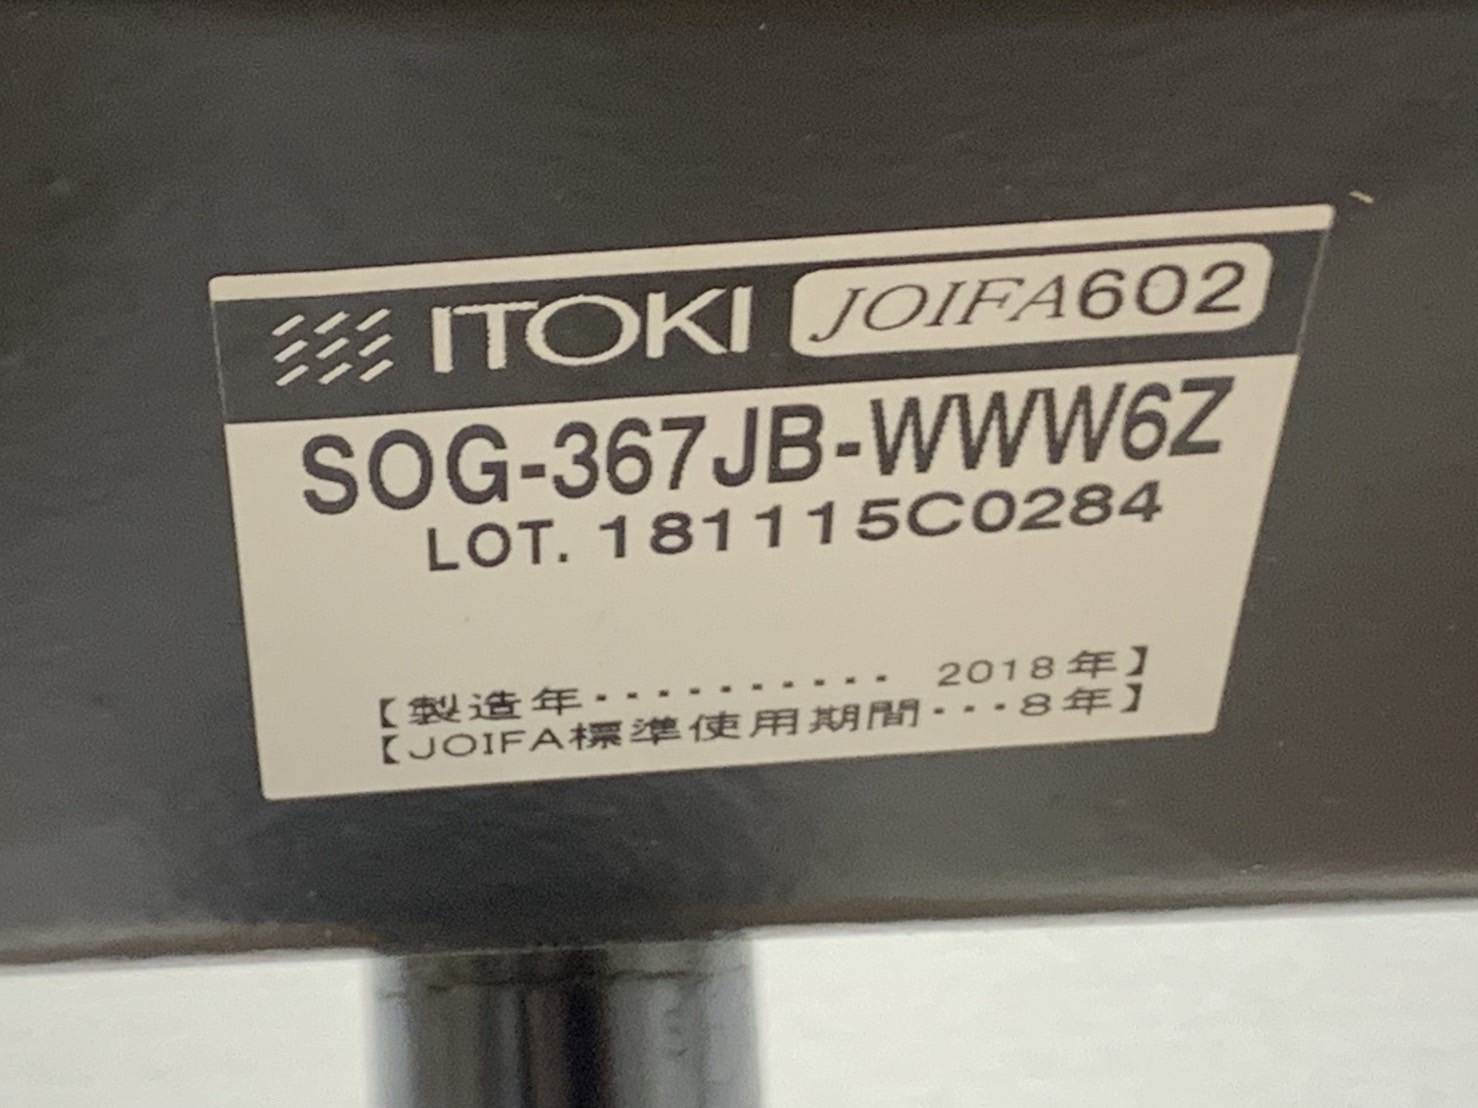 ITOKI JOIFA602
SOG-367JB-WWW6Z
LOT. 181115C0284
【製造年・・・・・・・・・・ 2018年】
【JOIFA標準使用期間・・・8年】